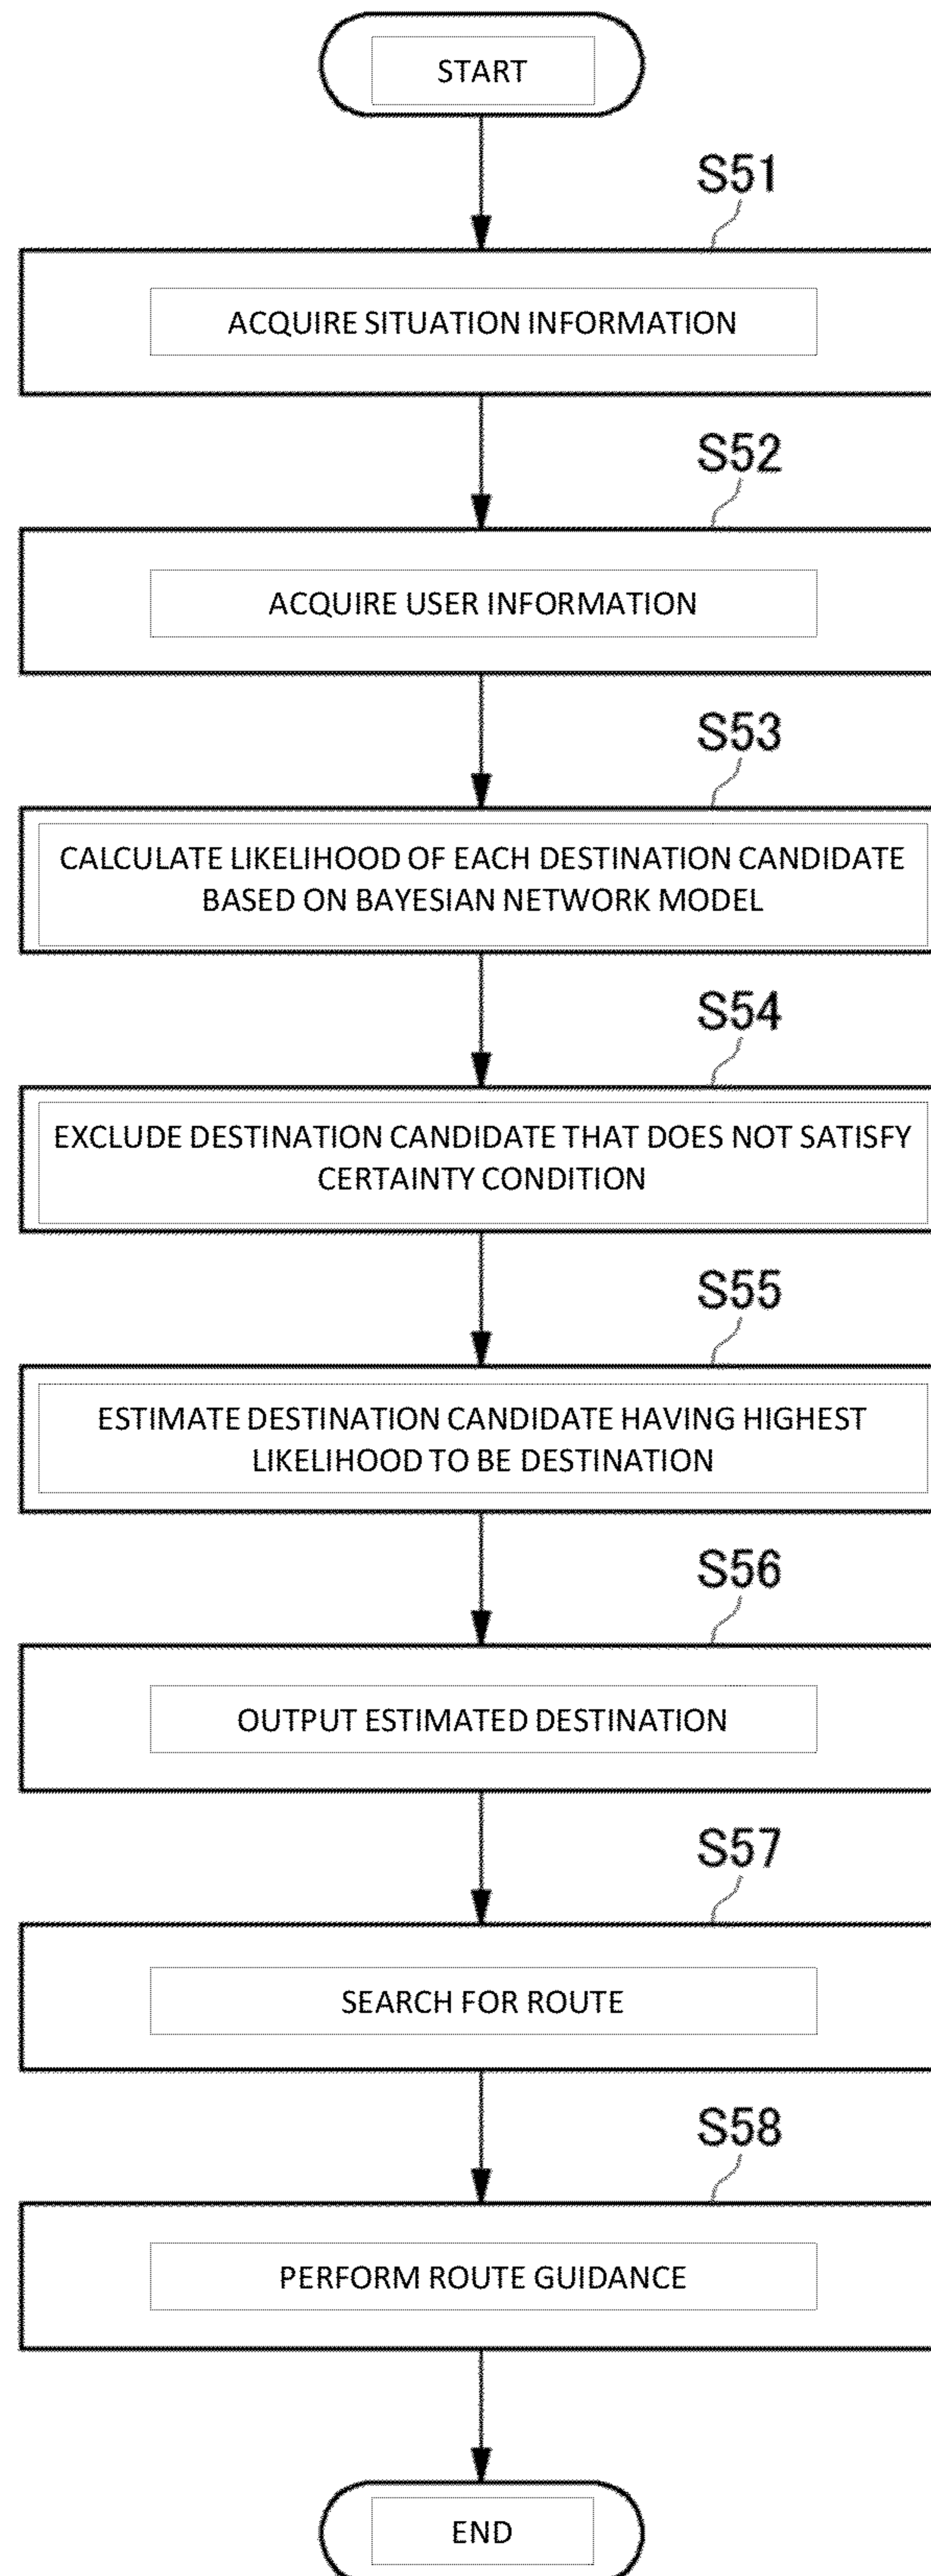 START
S51
ACQUIRE SITUATION INFORMATION
S52
ACQUIRE USER INFORMATION
S53
CALCULATE LIKELIHOOD OF EACH DESTINATION CANDIDATE
BASED ON BAYESIAN NETWORK MODEL
S54
EXCLUDE DESTINATION CANDIDATE THAT DOES NOT SATISFY
CERTAINTY CONDITION
S55
ESTIMATE DESTINATION CANDIDATE HAVING HIGHEST
LIKELIHOOD TO BE DESTINATION
S56
OUTPUT ESTIMATED DESTINATION
S57
SEARCH FOR ROUTE
S58
PERFORM ROUTE GUIDANCE
END